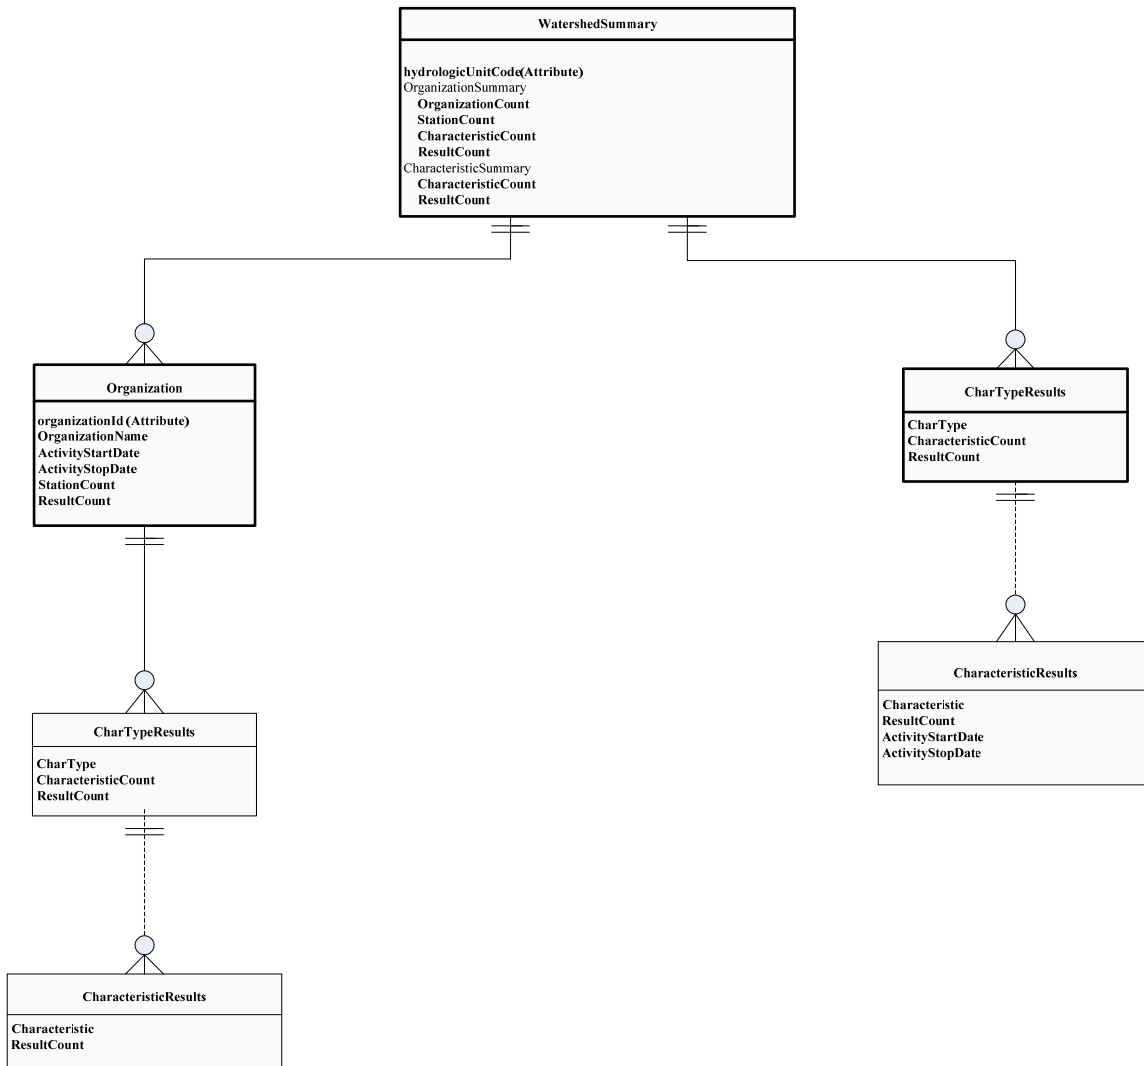 WatershedSummary
hydrologicUnitCode(Attribute)
OrganizationSummary
OrganizationCount
StationCount
CharacteristicCount
ResultCount
CharacteristicSummary
CharacteristicCount
ResultCount
Organization
organizationId (Attribute)
OrganizationName
ActivityStartDate
ActivityStopDate
StationCount
ResultCount
CharTypeResults
CharType
CharacteristicCount
ResultCount
CharacteristicResults
Characteristic
ResultCount
ActivityStartDate
ActivityStopDate
CharTypeResults
CharType
CharacteristicCount
ResultCount
CharacteristicResults
Characteristic
ResultCount